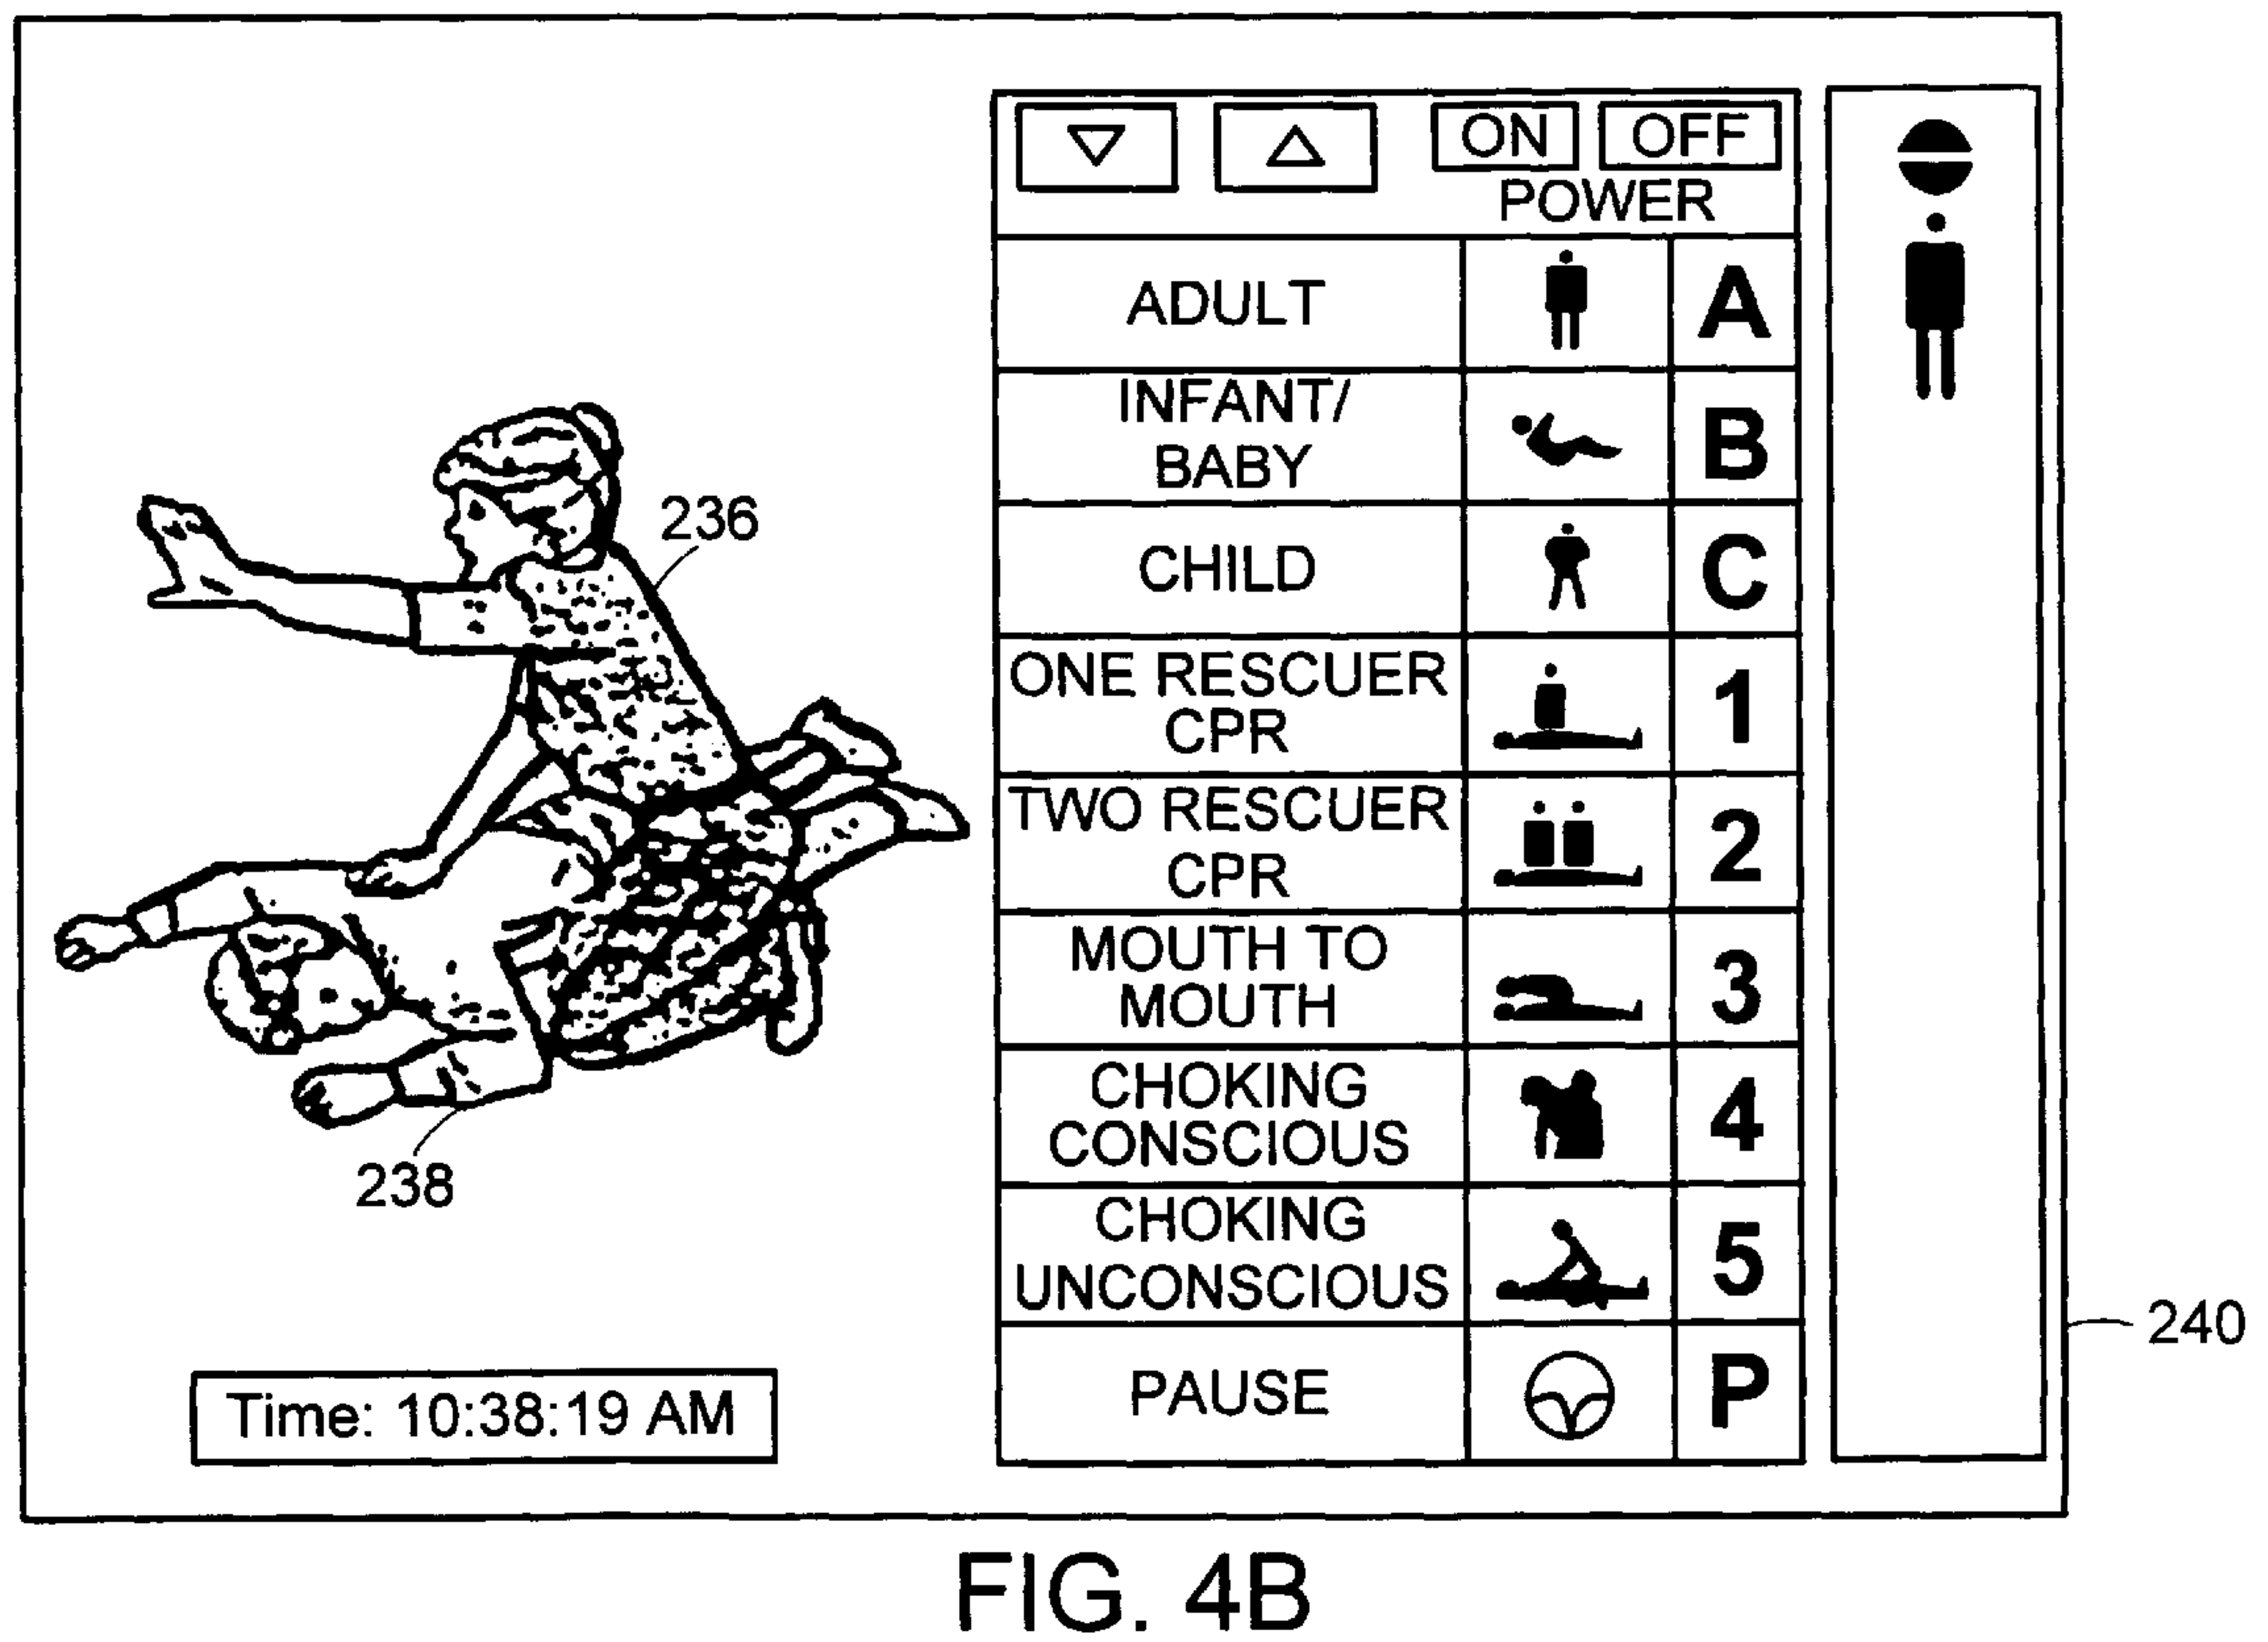 ON OFF
POWER
ADULT A
INFANT/
BABY B
CHILD C
ONE RESCUER
CPR 1
TWO RESCUER
CPR 2
MOUTH TO
MOUTH 3
CHOKING
CONSCIOUS 4
CHOKING
UNCONSCIOUS 5
PAUSE P
236
238
Time: 10:38:19 AM
240
FIG. 4B